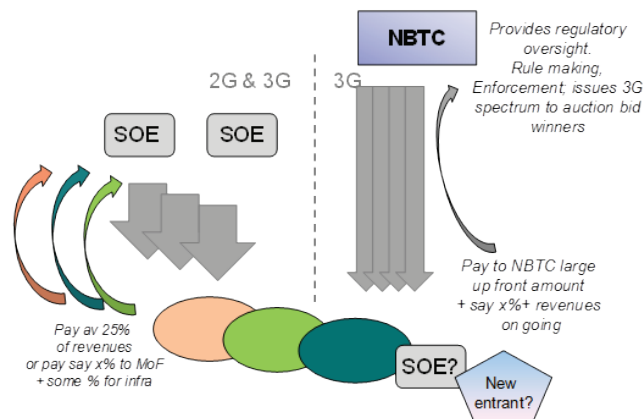 NBTC
Provides regulatory
oversight.
Rule making,
Enforcement; issues 3G
spectrum to auction bid
winners
2G & 3G
3G
SOE
SOE
Pay to NBTC large
up front amount
+ say x%+ revenues
on going
Pay av 25%
of revenues
or pay say x% to MoF
+ some % for infra
SOE?
New
entrant?